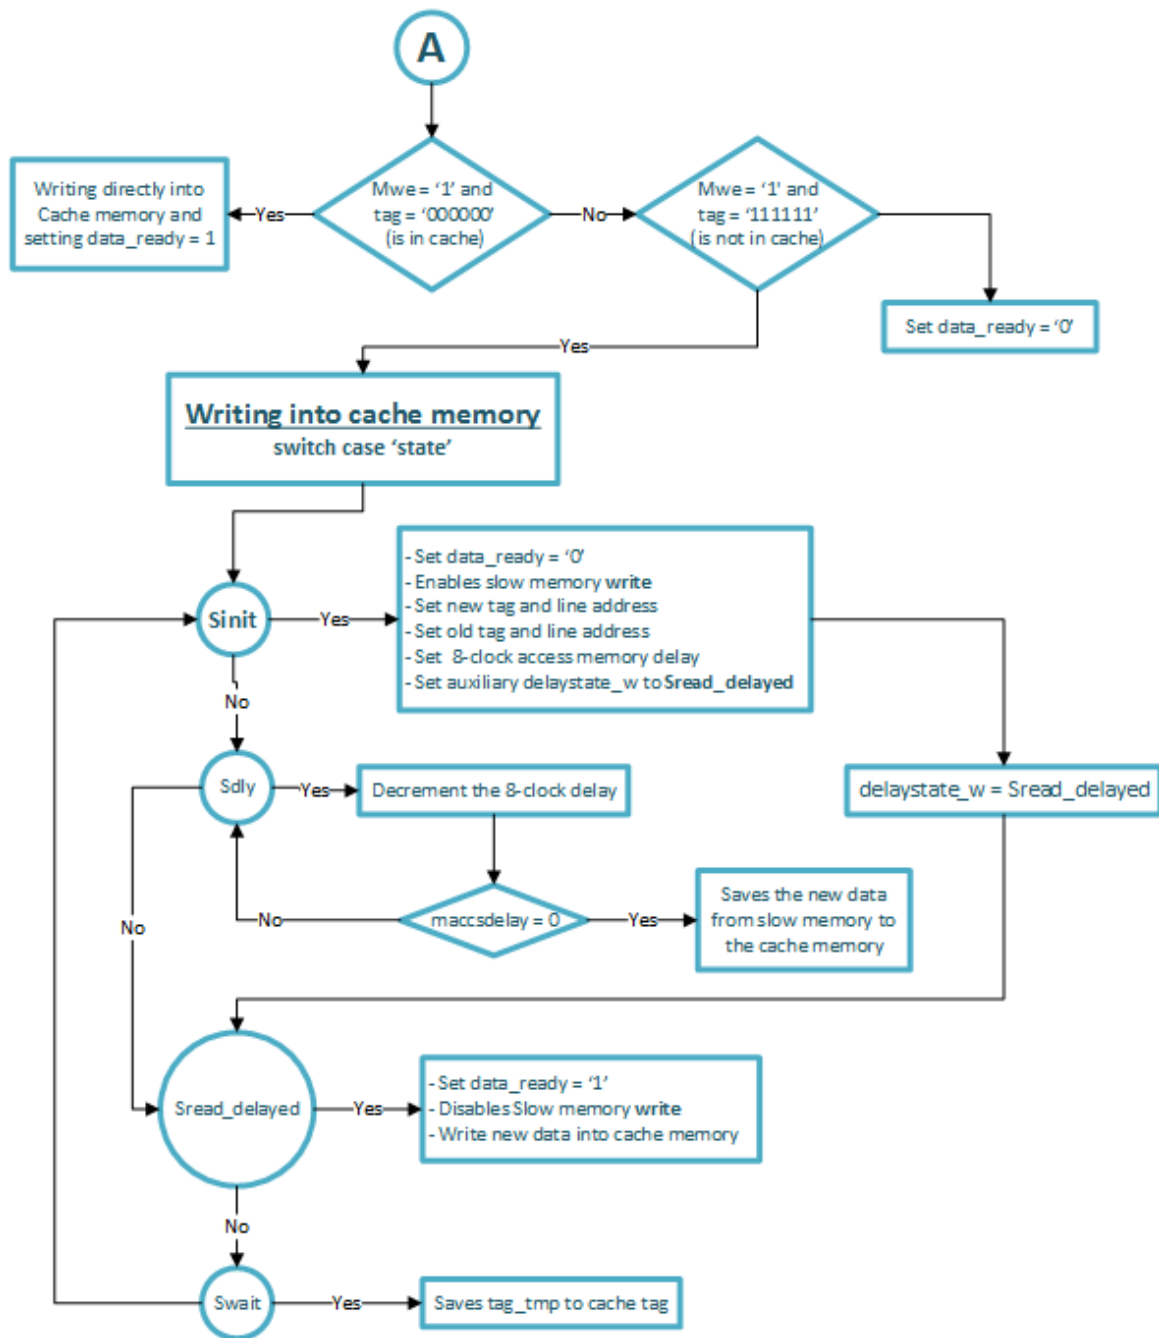 A
Mwe = ‘1’ and
tag = ‘000000’
(is in cache)
Mwe = ‘1’ and
tag = ‘111111’
(is not in cache)
Writing directly into
Cache memory and
setting data_ready = 1
Yes
No
Set data_ready = ‘0’
Yes
Writing into cache memory
switch case ‘state’
Sinit
Yes
- Set data_ready = ‘0’
- Enables slow memory write
- Set new tag and line address
- Set old tag and line address
- Set 8-clock access memory delay
- Set auxiliary delaystate_w to Sread_delayed
No
Sdly
Yes
Decrement the 8-clock delay
delaystate_w = Sread_delayed
No
maccsdelay = 0
Yes
Saves the new data
from slow memory to
the cache memory
No
Sread_delayed
Yes
- Set data_ready = ‘1’
- Disables Slow memory write
- Write new data into cache memory
No
Swait
Yes
Saves tag_tmp to cache tag